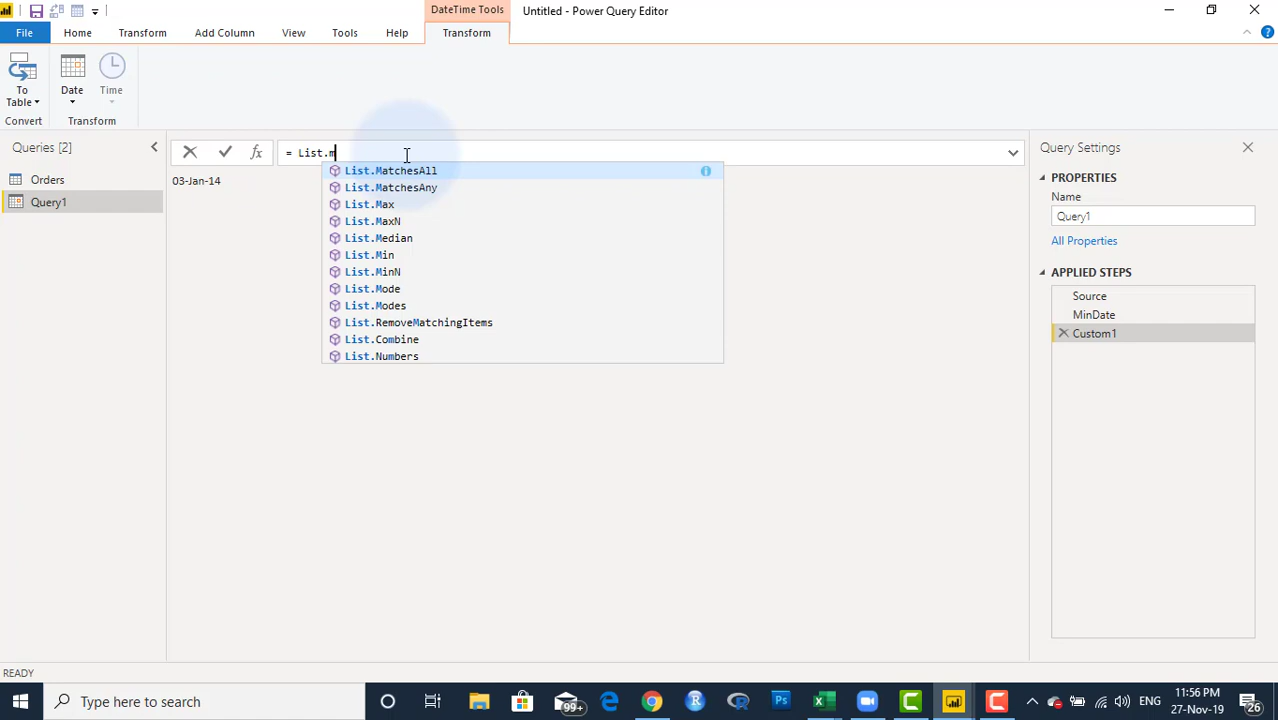 DateTime Tools
Untitled - Power Query Editor
File
Home
Transform
Add Column
View
Tools
Help
Transform
To
Table
Date
Time
Convert
Transform
Queries [2]
Orders
Query1
fx
= List.m
List.MatchesAll
List.MatchesAny
List.Max
List.MaxN
List.Median
List.Min
List.MinN
List.Mode
List.Modes
List.RemoveMatchingItems
List.Combine
List.Numbers
03-Jan-14
Query Settings
PROPERTIES
Name
Query1
All Properties
APPLIED STEPS
Source
MinDate
Custom1
READY
Type here to search
99+
ENG
11:56 PM
27-Nov-19
26